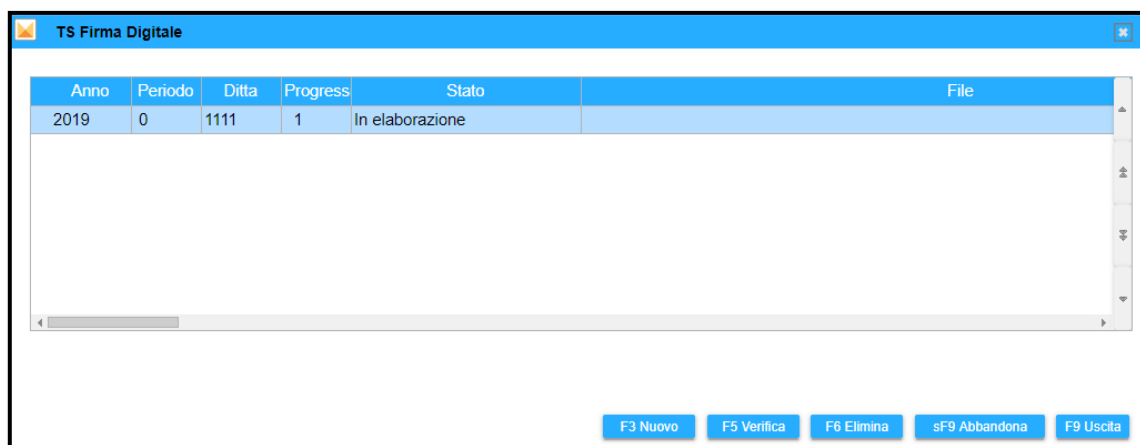 TS Firma Digitale
Anno Periodo Ditta Progress Stato File
2019 0 1111 1 In elaborazione
F3 Nuovo F5 Verifica F6 Elimina sF9 Abbandona F9 Uscita